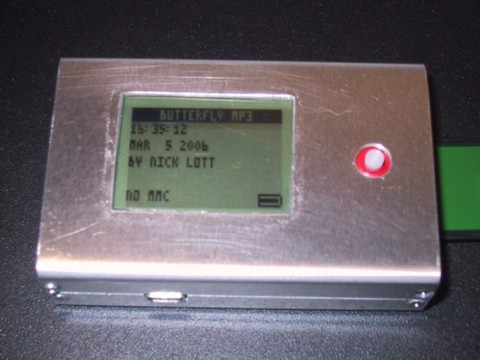 BUTTERFLY MP3
16:35:12
MAR 5 2006
BY NICK LOTT
NO MMC